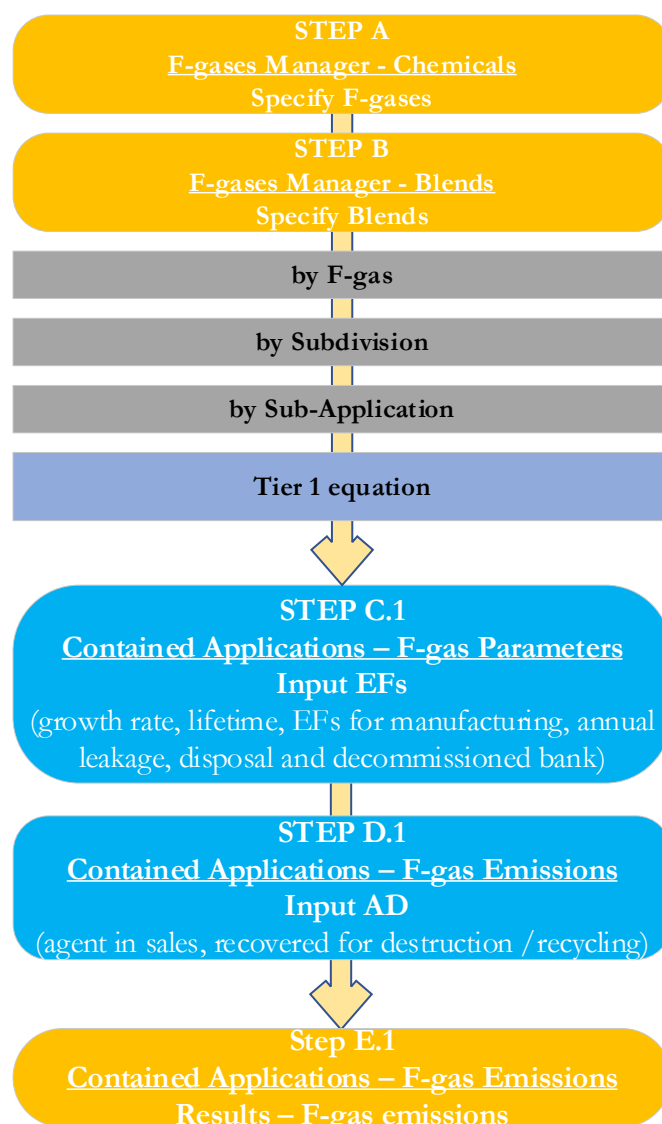 STEP A
F-gases Manager - Chemicals
Specify F-gases
STEP B
F-gases Manager - Blends
Specify Blends
by F-gas
by Subdivision
by Sub-Application
Tier 1 equation
STEP C.1
Contained Applications – F-gas Parameters
Input EFs
(growth rate, lifetime, EFs for manufacturing, annual
leakage, disposal and decommissioned bank)
STEP D.1
Contained Applications – F-gas Emissions
Input AD
(agent in sales, recovered for destruction /recycling)
Step E.1
Contained Applications – F-gas Emissions
Results – F-gas emissions